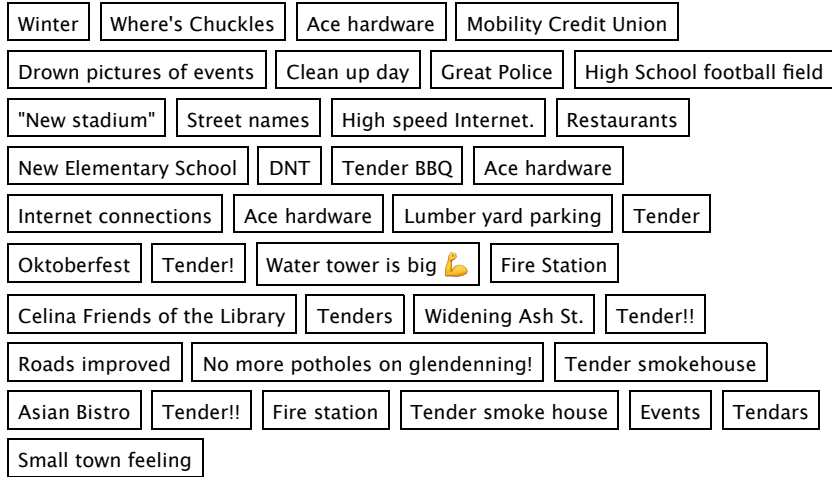 Winter Where's Chuckles Ace hardware Mobility Credit Union
Drown pictures of events Clean up day Great Police High School football field
"New stadium" Street names High speed Internet. Restaurants
New Elementary School DNT Tender BBQ Ace hardware
Internet connections Ace hardware Lumber yard parking Tender
Oktoberfest Tender! Water tower is big 💪 Fire Station
Celina Friends of the Library Tenders Widening Ash St. Tender!!
Roads improved No more potholes on glendenning! Tender smokehouse
Asian Bistro Tender!! Fire station Tender smoke house Events Tendars
Small town feeling